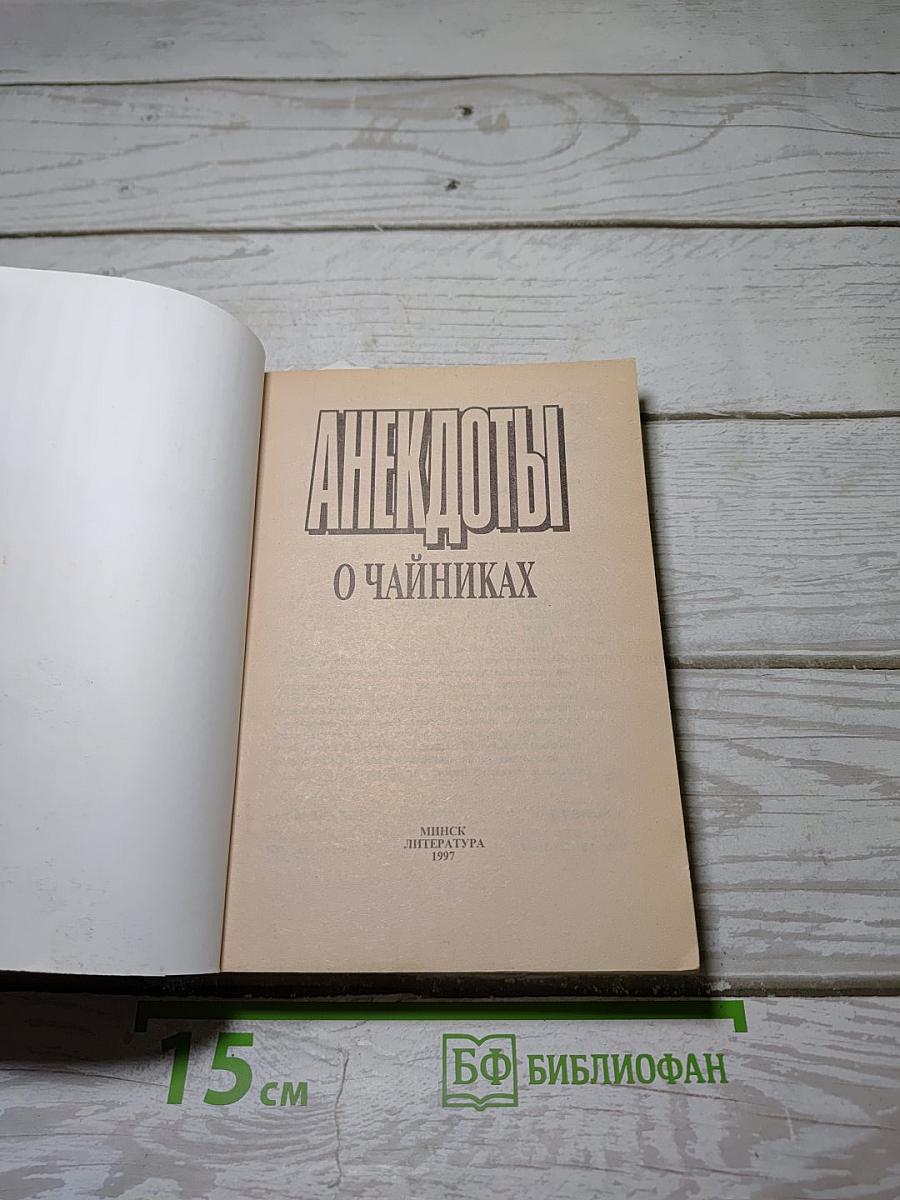 АНЕКДОТЫ
О ЧАЙНИКАХ
МИНСК
ЛИТЕРАТУРА
1997
15 см
БФ БИБЛИОФАН